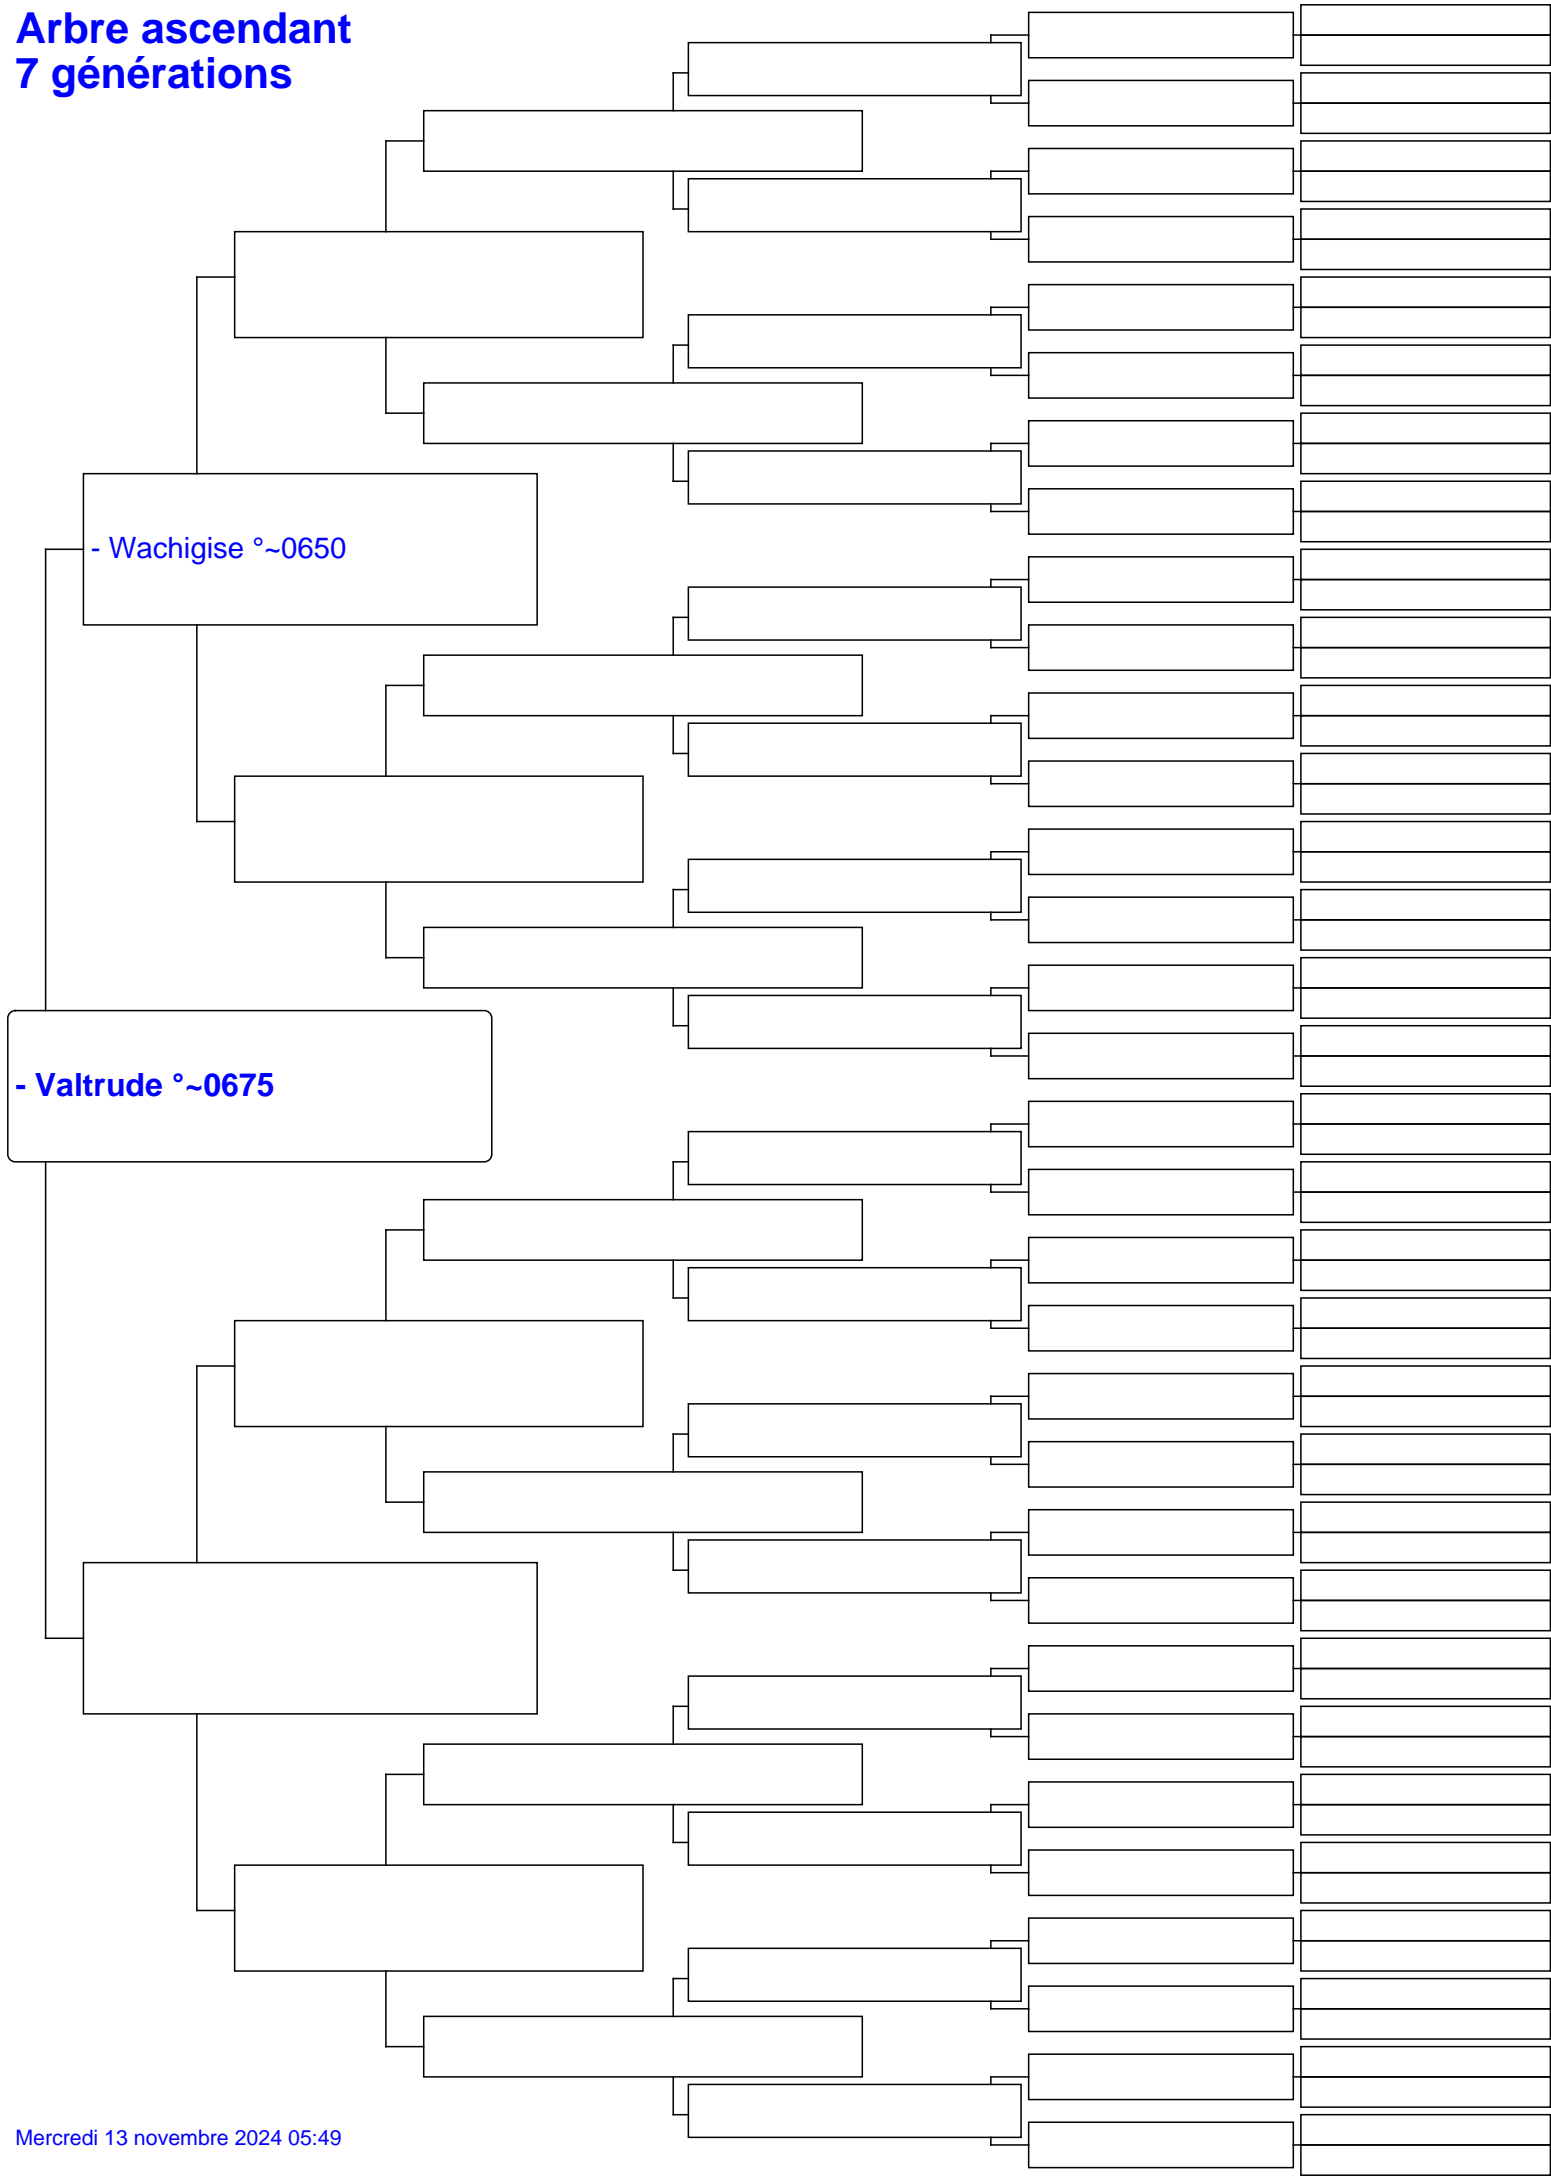 Arbre ascendant
7 générations
- Wachigise °~0650
- Valtrude °~0675
Mercredi 13 novembre 2024 05:49